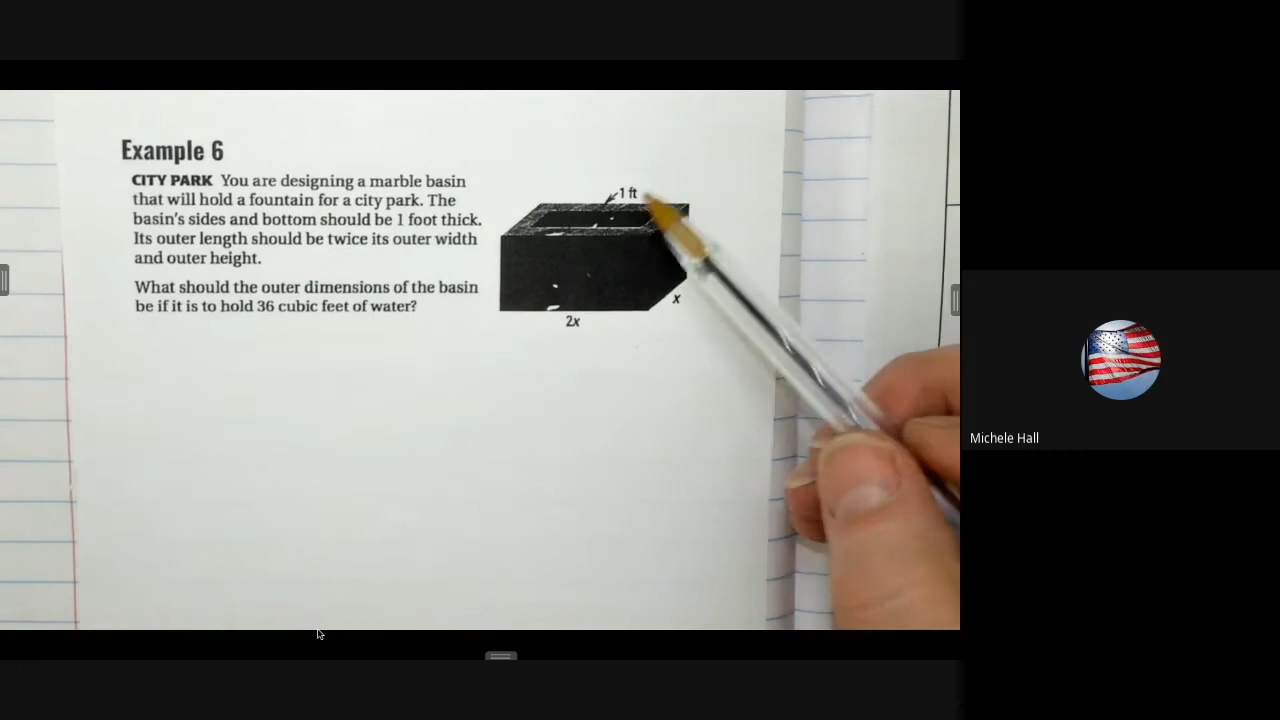 Example 6
CITY PARK You are designing a marble basin
that will hold a fountain for a city park. The
basin's sides and bottom should be 1 foot thick.
Its outer length should be twice its outer width
and outer height.
What should the outer dimensions of the basin
be if it is to hold 36 cubic feet of water?
1 ft
x
2x
Michele Hall